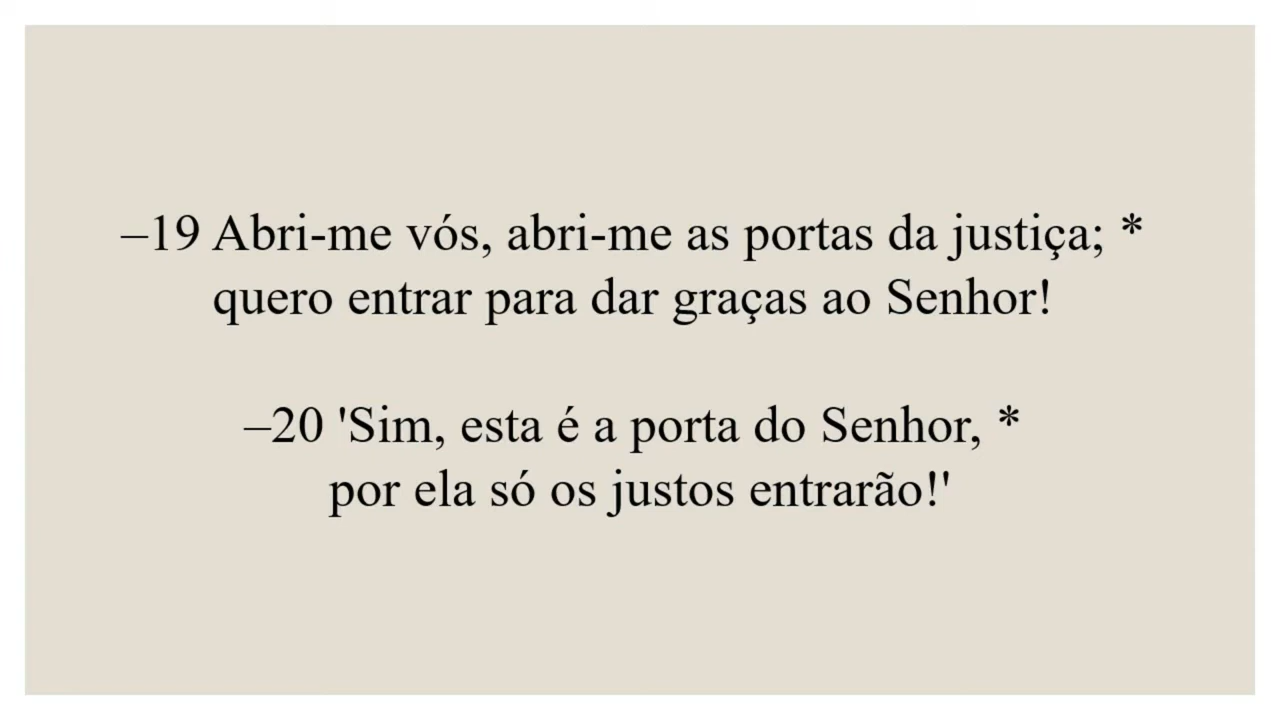 –19 Abri-me vós, abri-me as portas da justiça; *
quero entrar para dar graças ao Senhor!
–20 'Sim, esta é a porta do Senhor, *
por ela só os justos entrarão!'